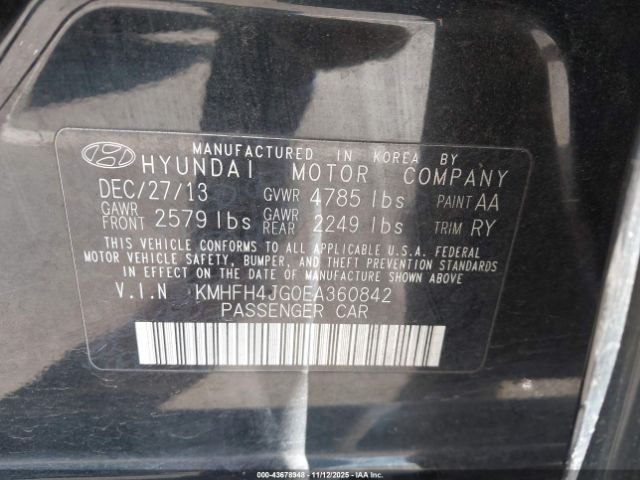 MANUFACTURED IN KOREA BY
HYUNDAI MOTOR COMPANY
DEC/27/13 GVWR 4785 lbs PAINT AA
GAWR FRONT 2579 lbs GAWR REAR 2249 lbs TRIM RY
THIS VEHICLE CONFORMS TO ALL APPLICABLE U.S.A. FEDERAL
MOTOR VEHICLE SAFETY, BUMPER, AND THEFT PREVENTION STANDARDS
IN EFFECT ON THE DATE OF MANUFACTURE SHOWN ABOVE
V.I.N KMHFH4JG0EA360842
PASSENGER CAR
000-43678948 - 11/12/2025 - IAAI.COM